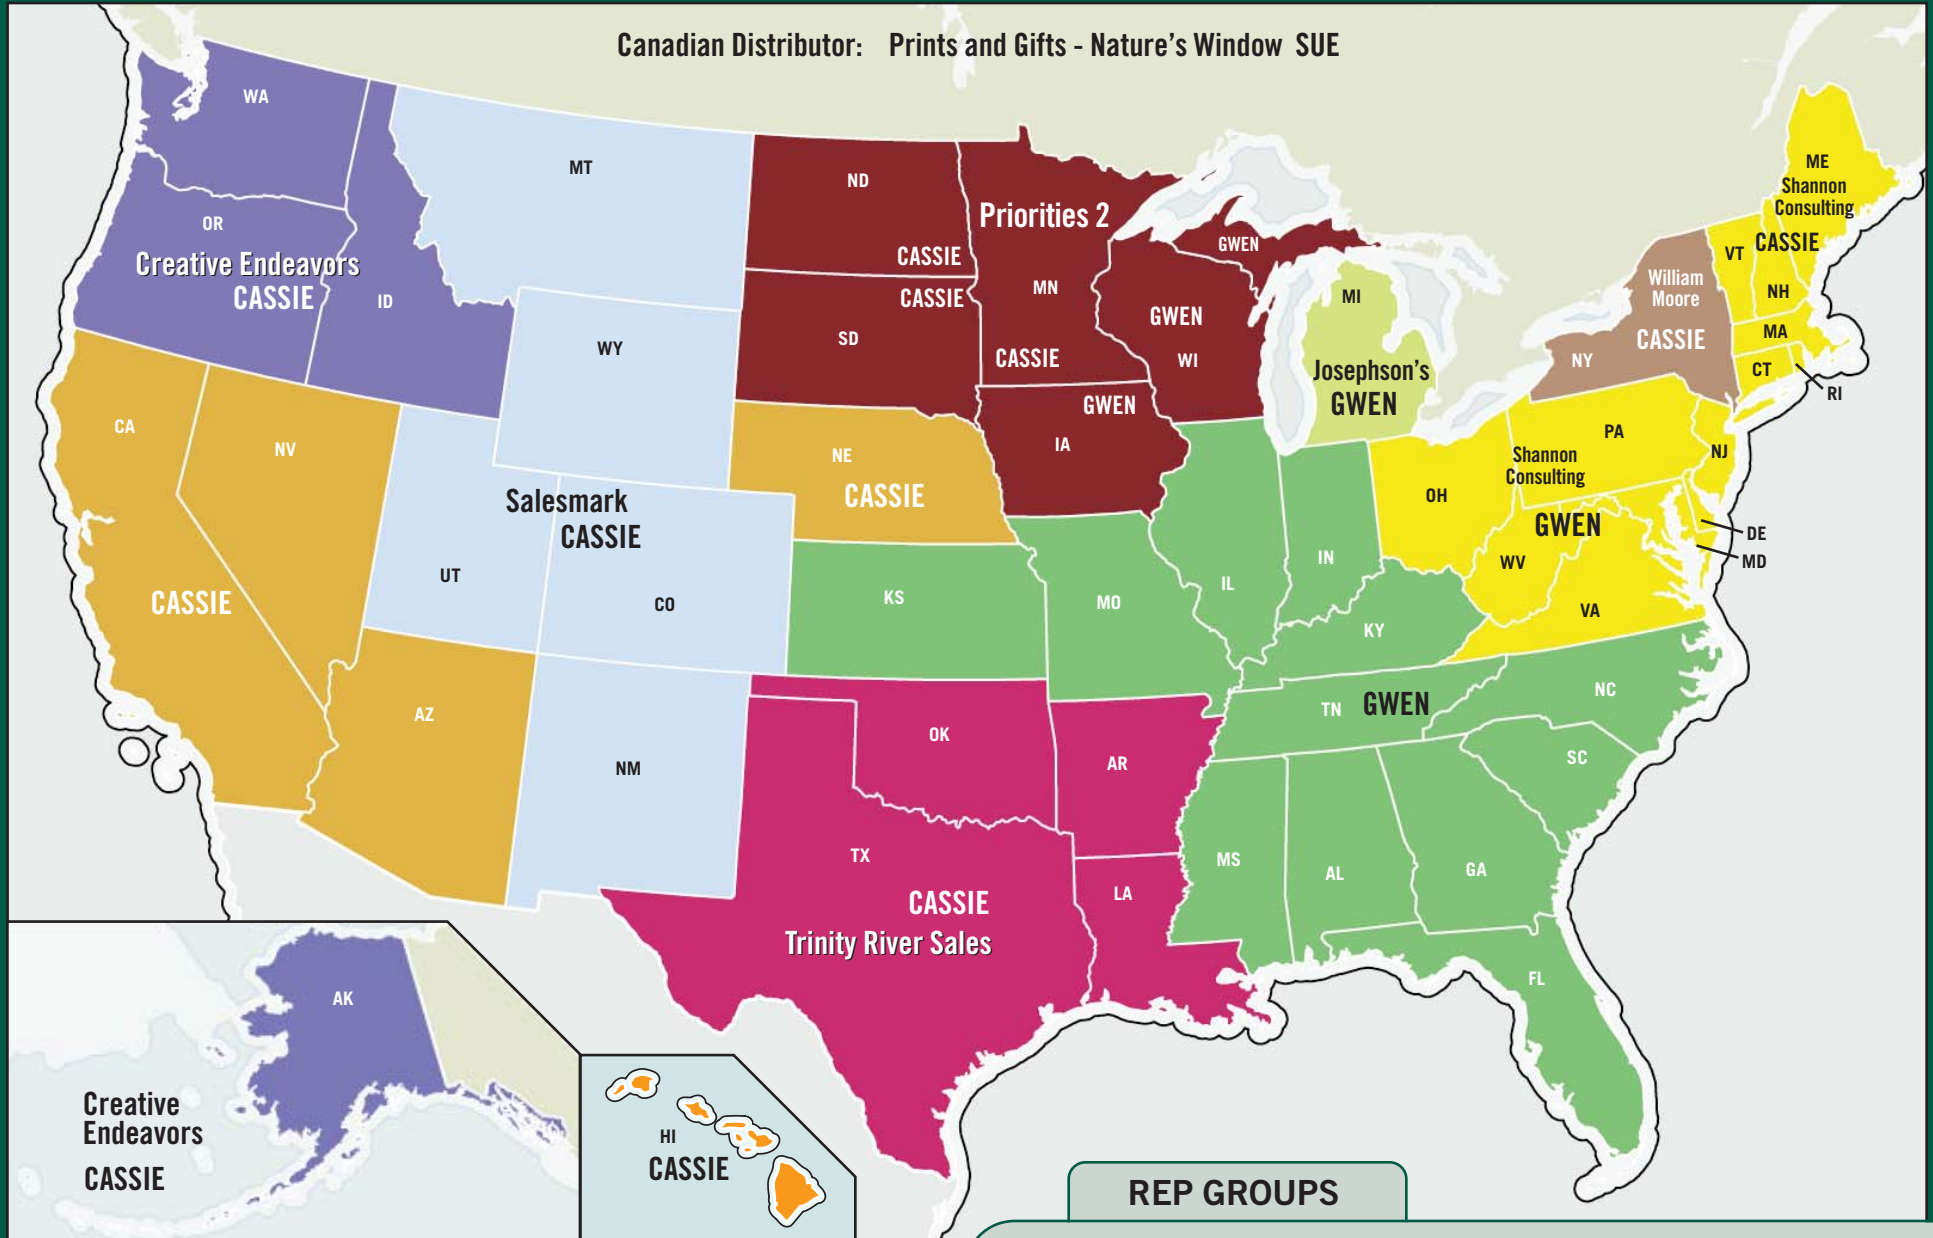 Canadian Distributor: Prints and Gifts - Nature's Window SUE
WA
OR
Creative Endeavors
CASSIE
ID
MT
WY
ND
CASSIE
CASSIE
SD
Priorities 2
MN
CASSIE
GWEN
GWEN
WI
GWEN
IA
MI
Josephson's
GWEN
ME
Shannon
Consulting
CASSIE
VT
NH
MA
CT
RI
William
Moore
CASSIE
NY
CA
NV
CASSIE
AZ
Salesmark
CASSIE
UT
CO
NM
NE
CASSIE
KS
MO
IL
IN
KY
TN
GWEN
NC
SC
MS
AL
GA
FL
PA
NJ
Shannon
Consulting
OH
GWEN
WV
VA
DE
MD
OK
AR
TX
LA
CASSIE
Trinity River Sales
AK
Creative
Endeavors
CASSIE
HI
CASSIE
REP GROUPS